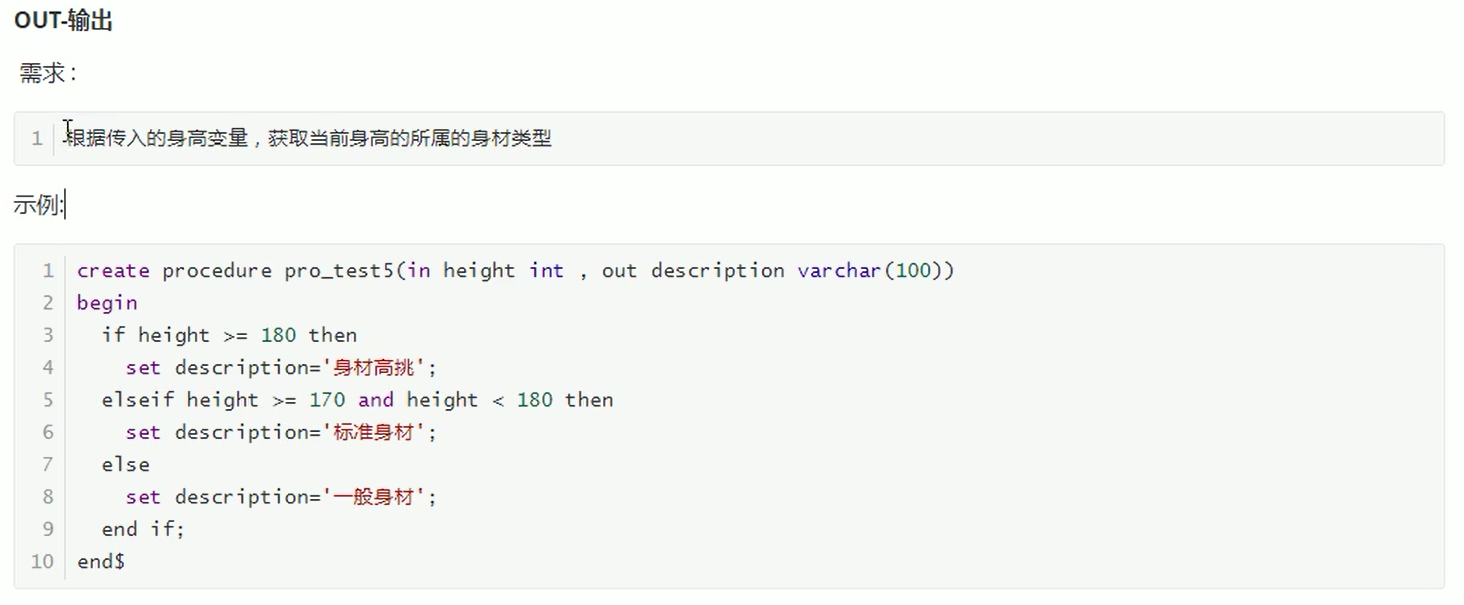 OUT-输出
需求 :
1 根据传入的身高变量，获取当前身高的所属的身材类型
示例:
1 create procedure pro_test5(in height int , out description varchar(100))
2 begin
3   if height >= 180 then
4     set description='身材高挑';
5   elseif height >= 170 and height < 180 then
6     set description='标准身材';
7   else
8     set description='一般身材';
9   end if;
10 end$